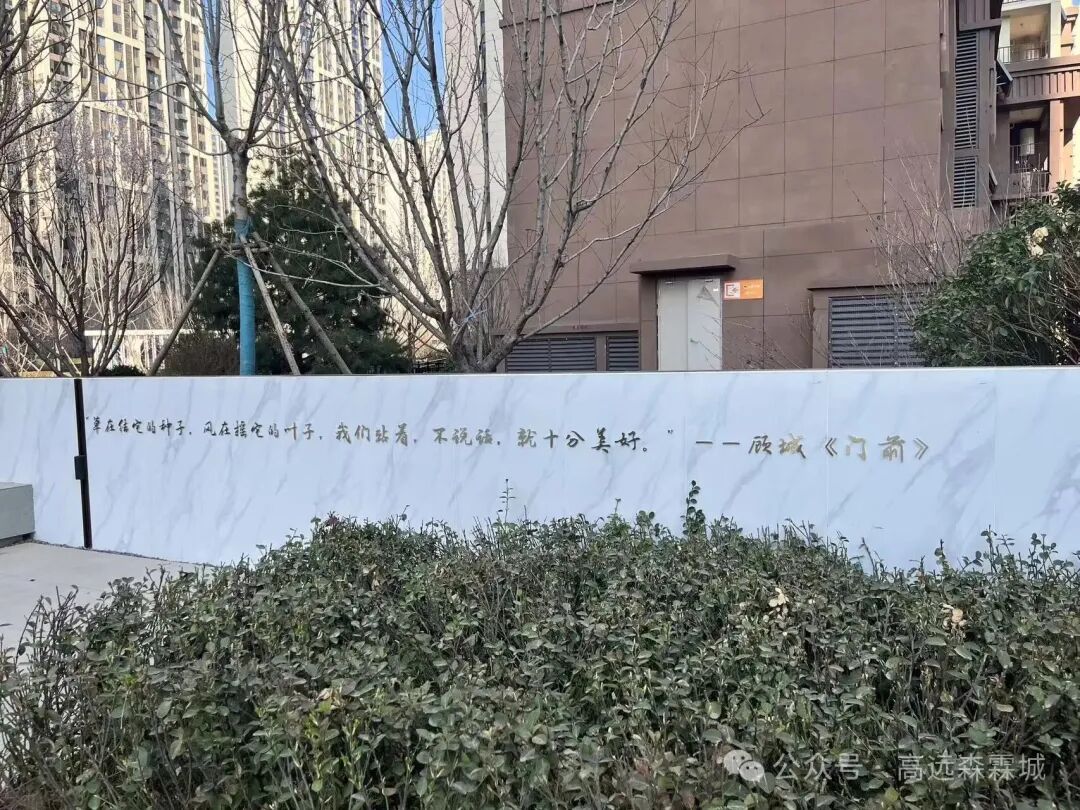 “草在结它的种子，风在摇它的叶子，我们站着，不说话，就十分美好。” ——顾城《门前》
公众号 · 高远森霖城